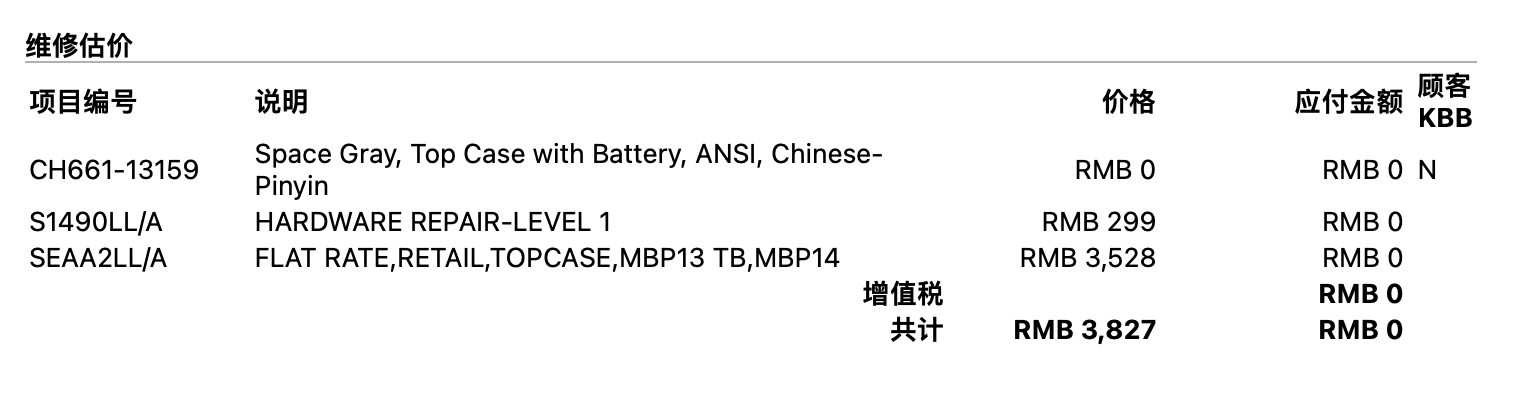 维修估价
项目编号 说明 价格 应付金额 顾客
KBB
CH661-13159 Space Gray, Top Case with Battery, ANSI, Chinese-
Pinyin RMB 0 RMB 0 N
S1490LL/A HARDWARE REPAIR-LEVEL 1 RMB 299 RMB 0
SEAA2LL/A FLAT RATE,RETAIL,TOPCASE,MBP13 TB,MBP14 RMB 3,528 RMB 0
增值税 RMB 0
共计 RMB 3,827 RMB 0